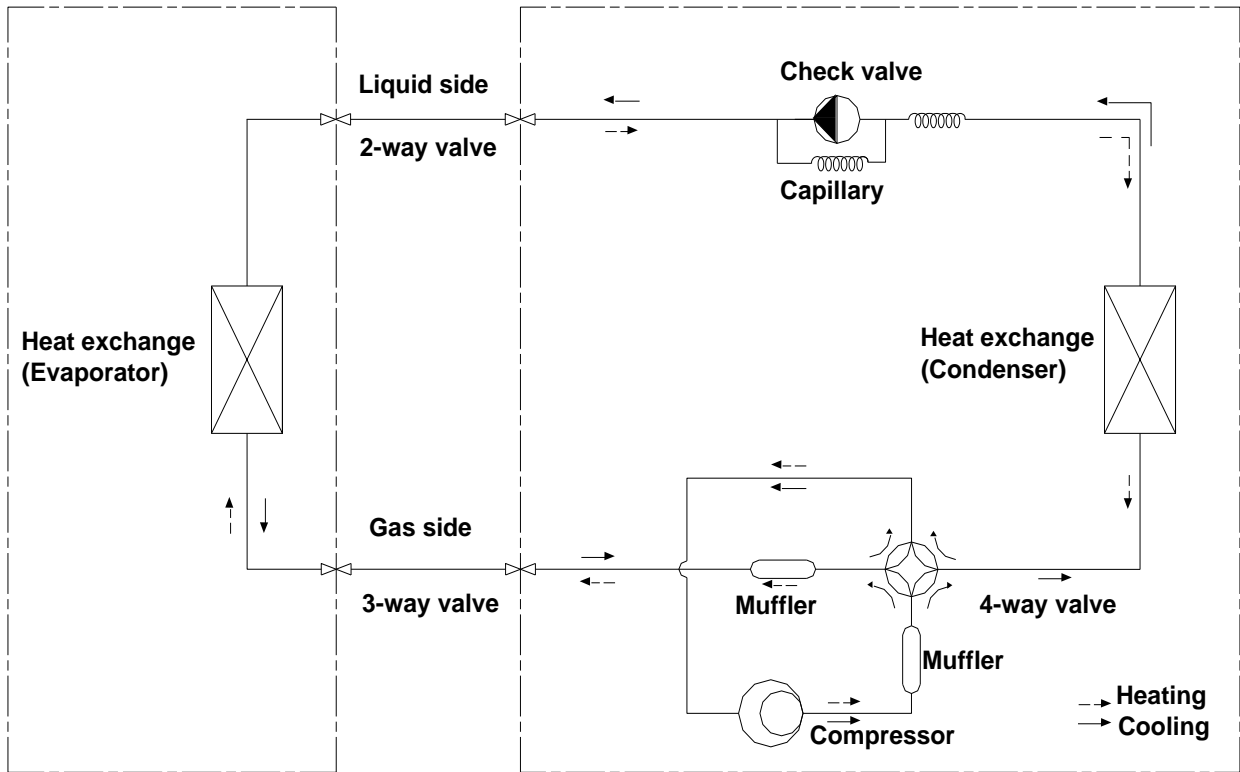 Check valve
Liquid side
2-way valve
Capillary
Heat exchange
(Evaporator)
Heat exchange
(Condenser)
Gas side
3-way valve
Muffler
4-way valve
Muffler
Compressor
Heating
Cooling